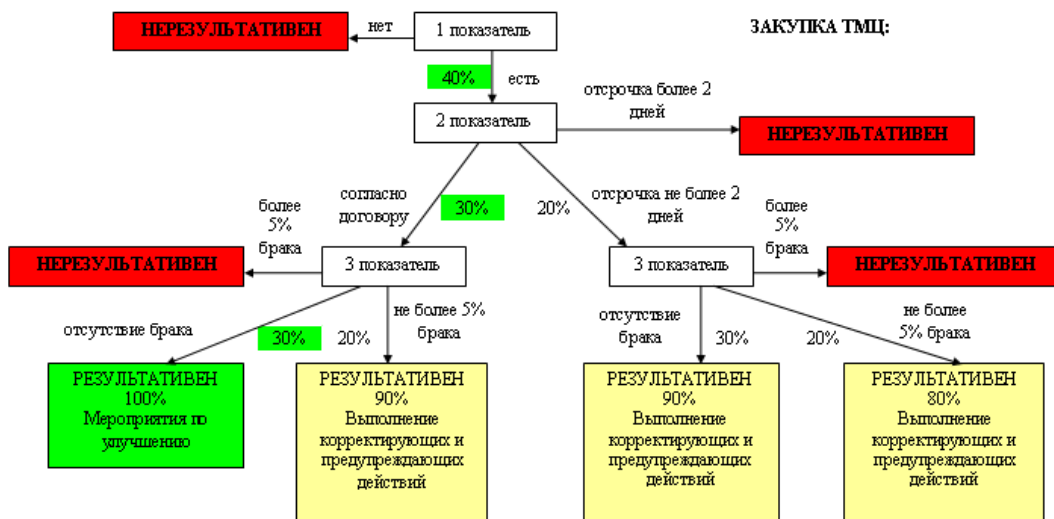 НЕРЕЗУЛЬТАТИВЕН
нет
1 показатель
ЗАКУПКА ТМЦ:
40%
есть
отсрочка более 2
дней
2 показатель
НЕРЕЗУЛЬТАТИВЕН
согласно
договору
30%
20%
отсрочка не более 2
дней
более
5%
брака
более
5%
брака
НЕРЕЗУЛЬТАТИВЕН
3 показатель
3 показатель
НЕРЕЗУЛЬТАТИВЕН
отсутствие брака
30%
20%
не более 5%
брака
отсутствие
брака
30%
20%
не более
5% брака
РЕЗУЛЬТАТИВЕН
100%
Мероприятия по
улучшению
РЕЗУЛЬТАТИВЕН
90%
Выполнение
корректирующих и
предупреждающих
действий
РЕЗУЛЬТАТИВЕН
90%
Выполнение
корректирующих и
предупреждающих
действий
РЕЗУЛЬТАТИВЕН
80%
Выполнение
корректирующих и
предупреждающих
действий